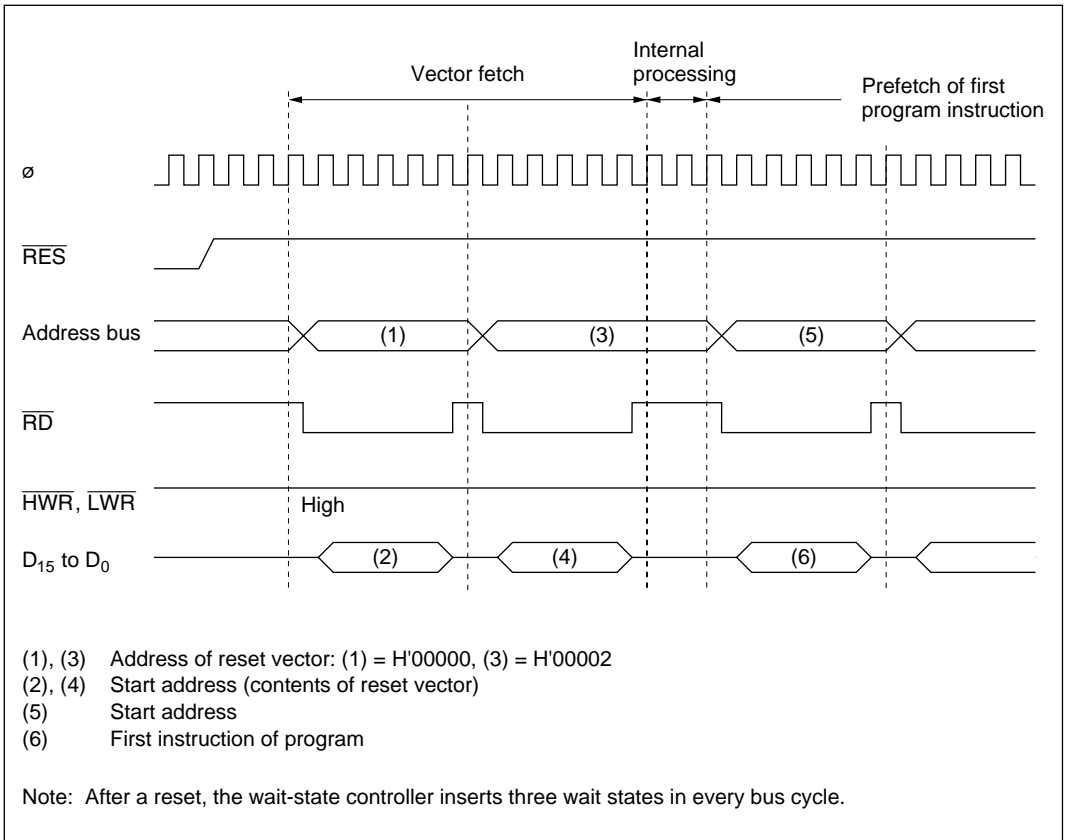 Vector fetch
Internal
processing
Prefetch of first
program instruction
ø
RES
Address bus
(1)
(3)
(5)
RD
HWR, LWR
High
D15 to D0
(2)
(4)
(6)
(1), (3) Address of reset vector: (1) = H'00000, (3) = H'00002
(2), (4) Start address (contents of reset vector)
(5) Start address
(6) First instruction of program
Note: After a reset, the wait-state controller inserts three wait states in every bus cycle.